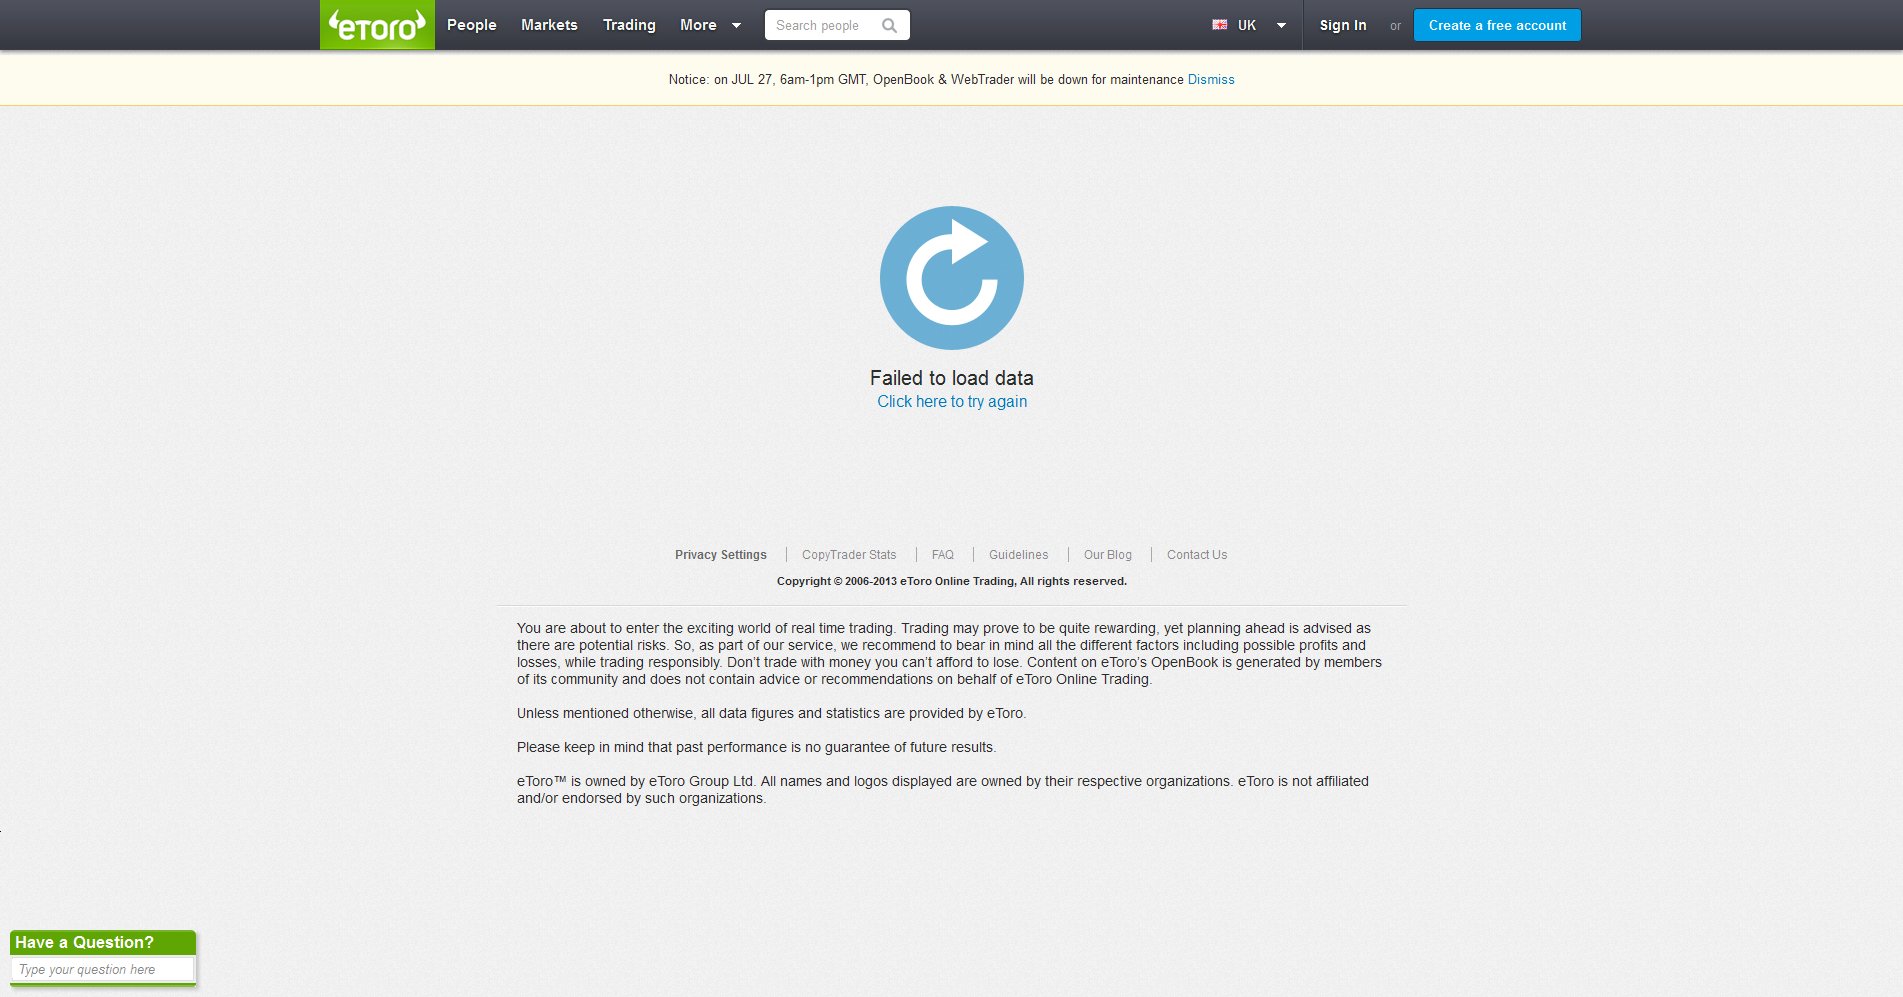 eToro People Markets Trading More Search people UK Sign In or Create a free account
Notice: on JUL 27, 6am-1pm GMT, OpenBook & WebTrader will be down for maintenance Dismiss
Failed to load data
Click here to try again
Privacy Settings CopyTrader Stats FAQ Guidelines Our Blog Contact Us
Copyright © 2006-2013 eToro Online Trading, All rights reserved.
You are about to enter the exciting world of real time trading. Trading may prove to be quite rewarding, yet planning ahead is advised as
there are potential risks. So, as part of our service, we recommend to bear in mind all the different factors including possible profits and
losses, while trading responsibly. Don’t trade with money you can’t afford to lose. Content on eToro’s OpenBook is generated by members
of its community and does not contain advice or recommendations on behalf of eToro Online Trading.
Unless mentioned otherwise, all data figures and statistics are provided by eToro.
Please keep in mind that past performance is no guarantee of future results.
eToro™ is owned by eToro Group Ltd. All names and logos displayed are owned by their respective organizations. eToro is not affiliated
and/or endorsed by such organizations.
Have a Question?
Type your question here